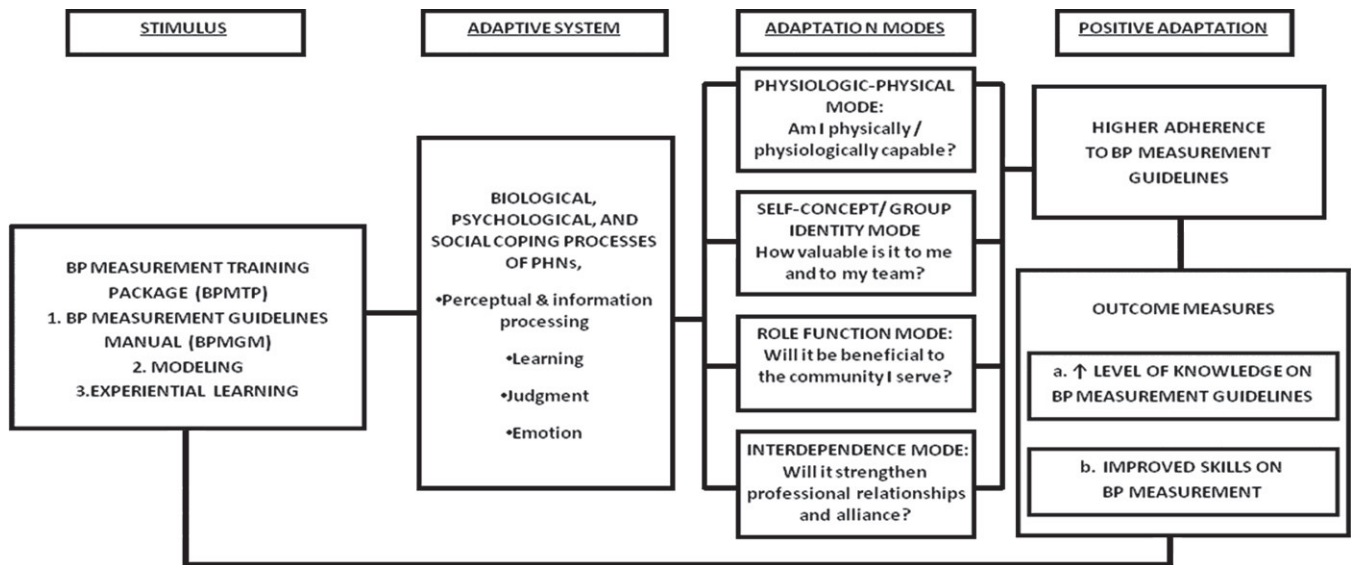 STIMULUS
ADAPTIVE SYSTEM
ADAPTATION MODES
POSITIVE ADAPTATION
BP MEASUREMENT TRAINING
PACKAGE (BPMTP)
1. BP MEASUREMENT GUIDELINES
MANUAL (BPMGM)
2. MODELING
3.EXPERIENTIAL LEARNING
BIOLOGICAL,
PSYCHOLOGICAL, AND
SOCIAL COPING PROCESSES
OF PHNs,
•Perceptual & information
processing
•Learning
•Judgment
•Emotion
PHYSIOLOGIC-PHYSICAL
MODE:
Am I physically /
physiologically capable?
SELF-CONCEPT/ GROUP
IDENTITY MODE
How valuable is it to me
and to my team?
ROLE FUNCTION MODE:
Will it be beneficial to
the community I serve?
INTERDEPENDENCE MODE:
Will it strengthen
professional relationships
and alliance?
HIGHER ADHERENCE
TO BP MEASUREMENT
GUIDELINES
OUTCOME MEASURES
a. ↑ LEVEL OF KNOWLEDGE ON
BP MEASUREMENT GUIDELINES
b. IMPROVED SKILLS ON
BP MEASUREMENT